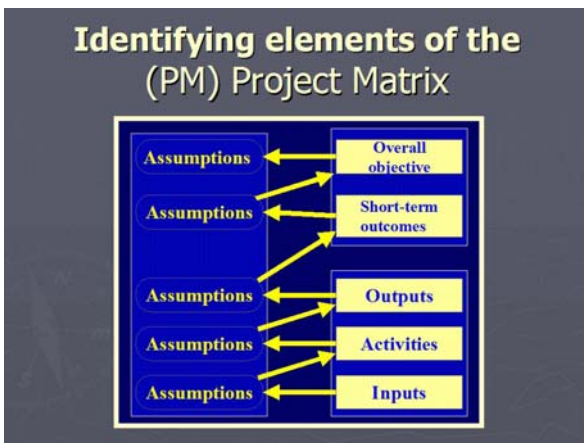 Identifying elements of the
(PM) Project Matrix
Assumptions
Overall
objective
Assumptions
Short-term
outcomes
Assumptions
Outputs
Assumptions
Activities
Assumptions
Inputs